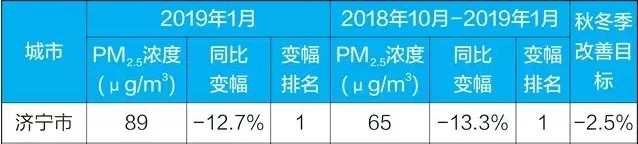 城市 2019年1月 2018年10月-2019年1月 秋冬季改善目标
PM2.5浓度(μg/m³) 同比变幅 变幅排名 PM2.5浓度(μg/m³) 同比变幅 变幅排名
济宁市 89 -12.7% 1 65 -13.3% 1 -2.5%